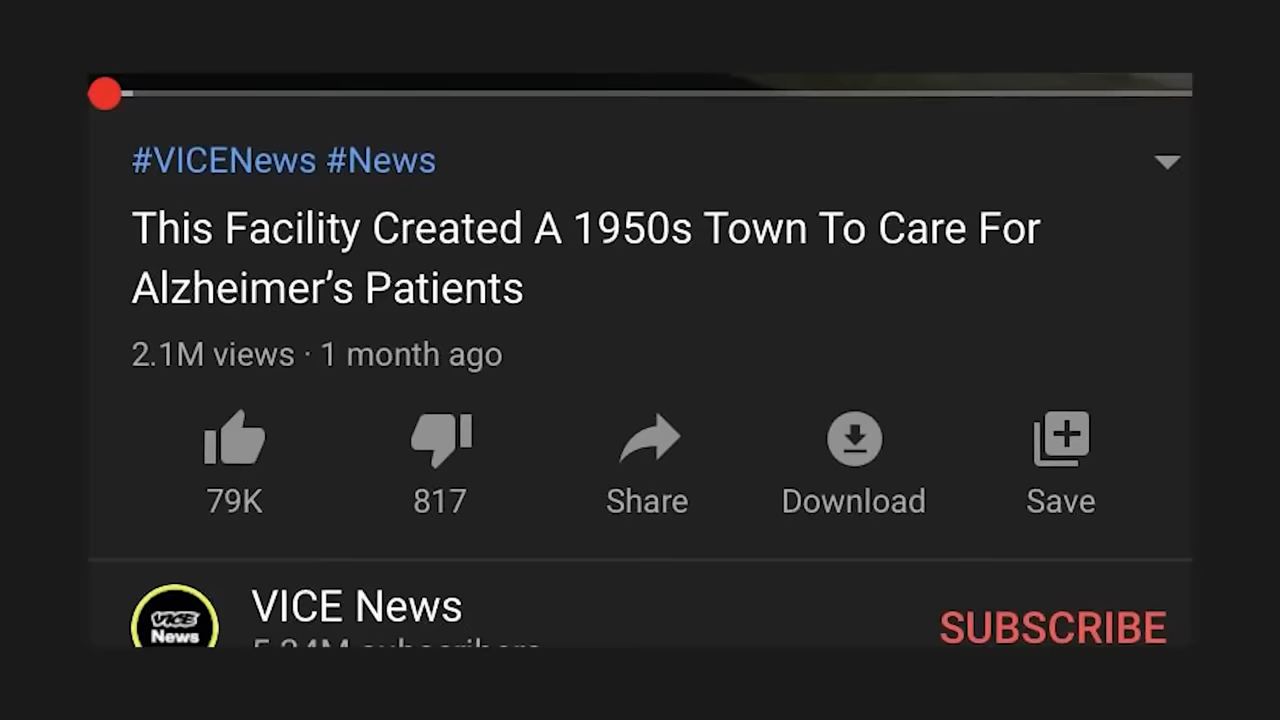 #VICENews #News
This Facility Created A 1950s Town To Care For
Alzheimer’s Patients
2.1M views · 1 month ago
79K
817
Share
Download
Save
VICE
News
VICE News
SUBSCRIBE